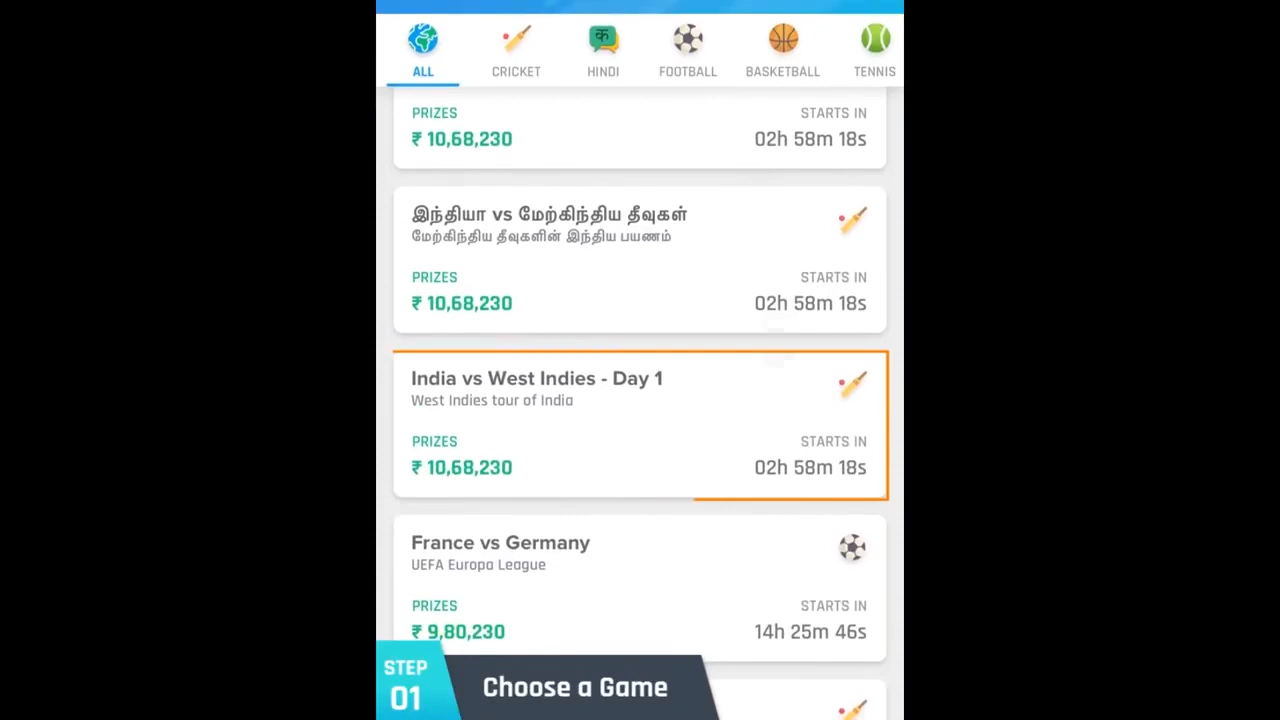 ALL CRICKET HINDI FOOTBALL BASKETBALL TENNIS
क
PRIZES STARTS IN
₹ 10,68,230 02h 58m 18s
இந்தியா vs மேற்கிந்திய தீவுகள்
மேற்கிந்திய தீவுகளின் இந்திய பயணம்
PRIZES STARTS IN
₹ 10,68,230 02h 58m 18s
India vs West Indies - Day 1
West Indies tour of India
PRIZES STARTS IN
₹ 10,68,230 02h 58m 18s
France vs Germany
UEFA Europa League
PRIZES STARTS IN
₹ 9,80,230 14h 25m 46s
STEP
01
Choose a Game